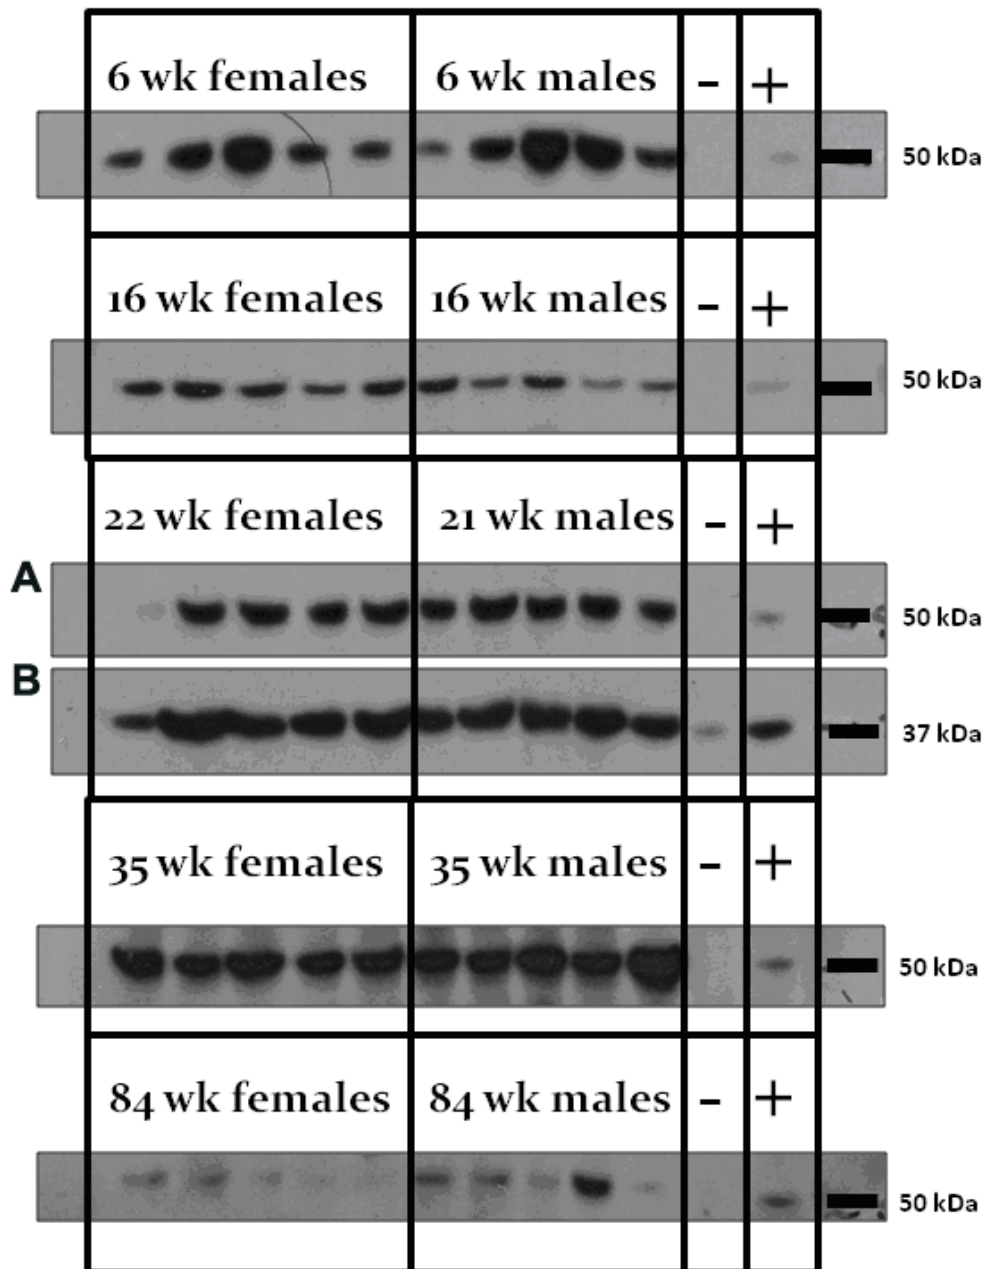 6 wk females 6 wk males - +
50 kDa
16 wk females 16 wk males - +
50 kDa
22 wk females 21 wk males - +
A 50 kDa
B 37 kDa
35 wk females 35 wk males - +
50 kDa
84 wk females 84 wk males - +
50 kDa